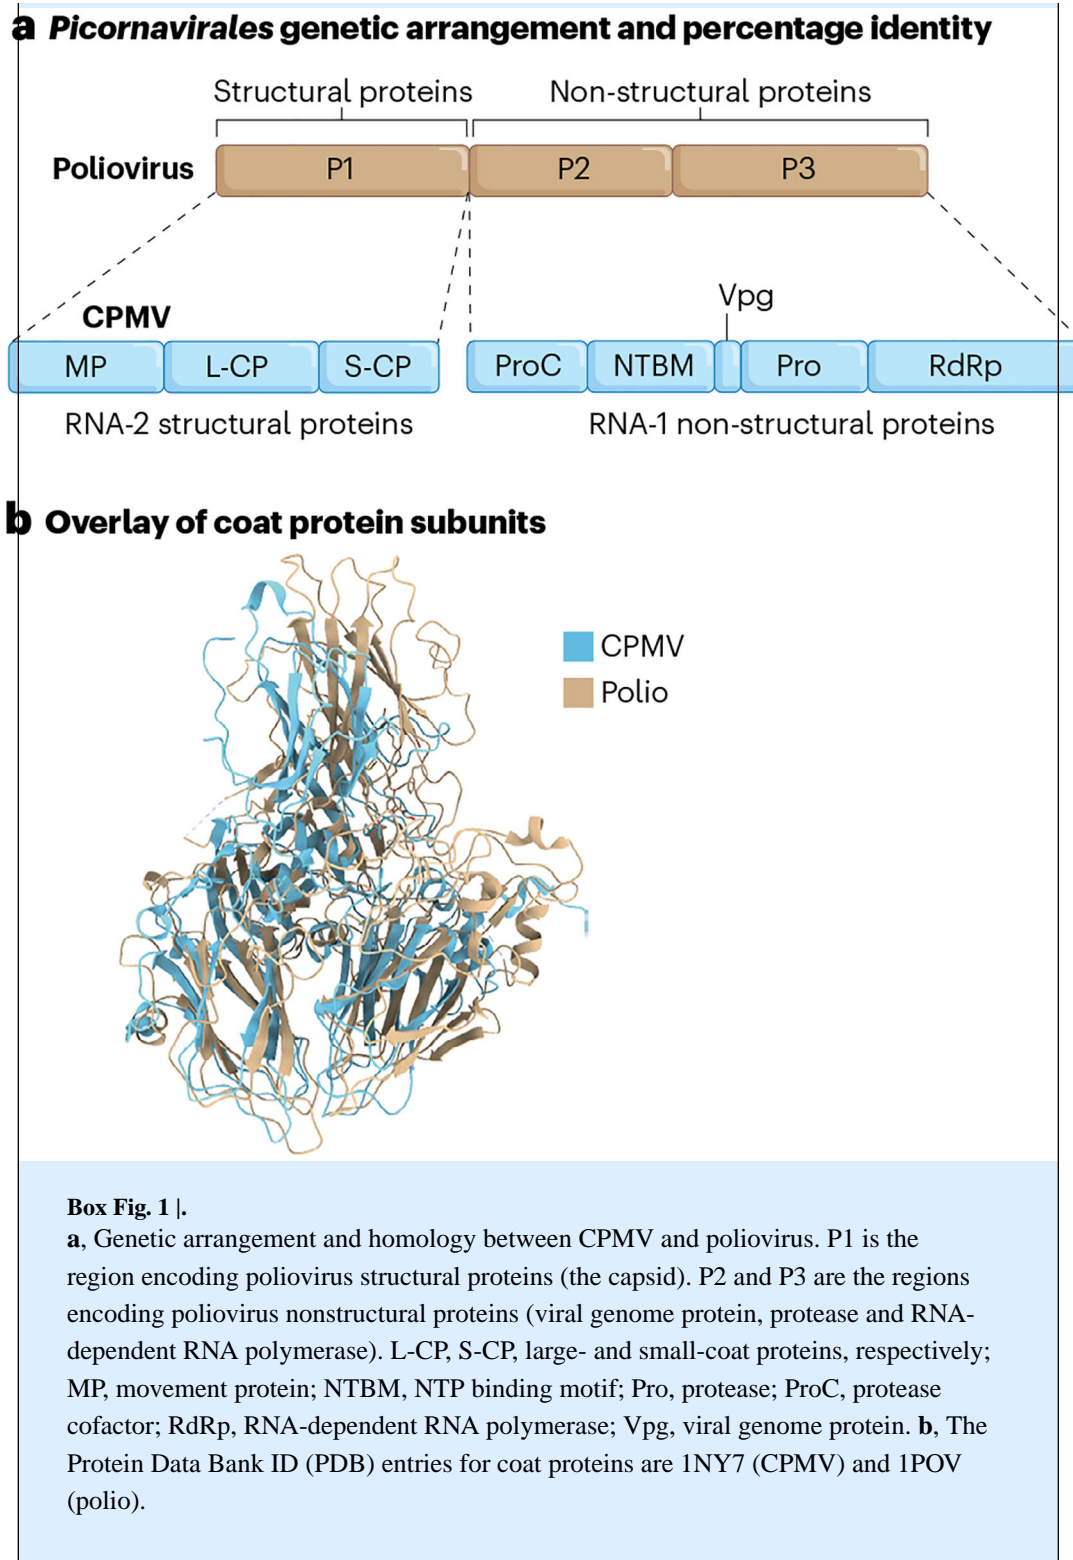 a Picornavirales genetic arrangement and percentage identity
Structural proteins
Non-structural proteins
Poliovirus
P1
P2
P3
CPMV
Vpg
MP
L-CP
S-CP
ProC
NTBM
Pro
RdRp
RNA-2 structural proteins
RNA-1 non-structural proteins
b Overlay of coat protein subunits
CPMV
Polio
Box Fig. 1 |.
a, Genetic arrangement and homology between CPMV and poliovirus. P1 is the
region encoding poliovirus structural proteins (the capsid). P2 and P3 are the regions
encoding poliovirus nonstructural proteins (viral genome protein, protease and RNA-
dependent RNA polymerase). L-CP, S-CP, large- and small-coat proteins, respectively;
MP, movement protein; NTBM, NTP binding motif; Pro, protease; ProC, protease
cofactor; RdRp, RNA-dependent RNA polymerase; Vpg, viral genome protein. b, The
Protein Data Bank ID (PDB) entries for coat proteins are 1NY7 (CPMV) and 1POV
(polio).